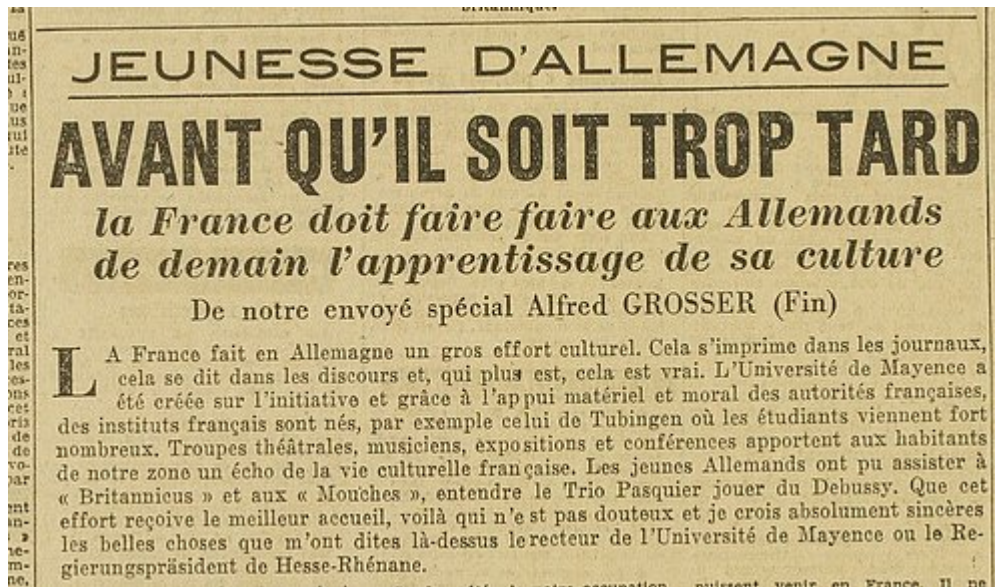 JEUNESSE D'ALLEMAGNE
AVANT QU'IL SOIT TROP TARD
la France doit faire faire aux Allemands
de demain l'apprentissage de sa culture
De notre envoyé spécial Alfred GROSSER (Fin)
LA France fait en Allemagne un gros effort culturel. Cela s'imprime dans les journaux,
cela se dit dans les discours et, qui plus est, cela est vrai. L'Université de Mayence a
été créée sur l'initiative et grâce à l'appui matériel et moral des autorités françaises,
des instituts français sont nés, par exemple celui de Tubingen où les étudiants viennent fort
nombreux. Troupes théâtrales, musiciens, expositions et conférences apportent aux habitants
de notre zone un écho de la vie culturelle française. Les jeunes Allemands ont pu assister à
« Britannicus » et aux « Mouches », entendre le Trio Pasquier jouer du Debussy. Que cet
effort reçoive le meilleur accueil, voilà qui n'est pas douteux et je crois absolument sincères
les belles choses que m'ont dites là-dessus le recteur de l'Université de Mayence ou le Re-
gierungspräsident de Hesse-Rhénane.